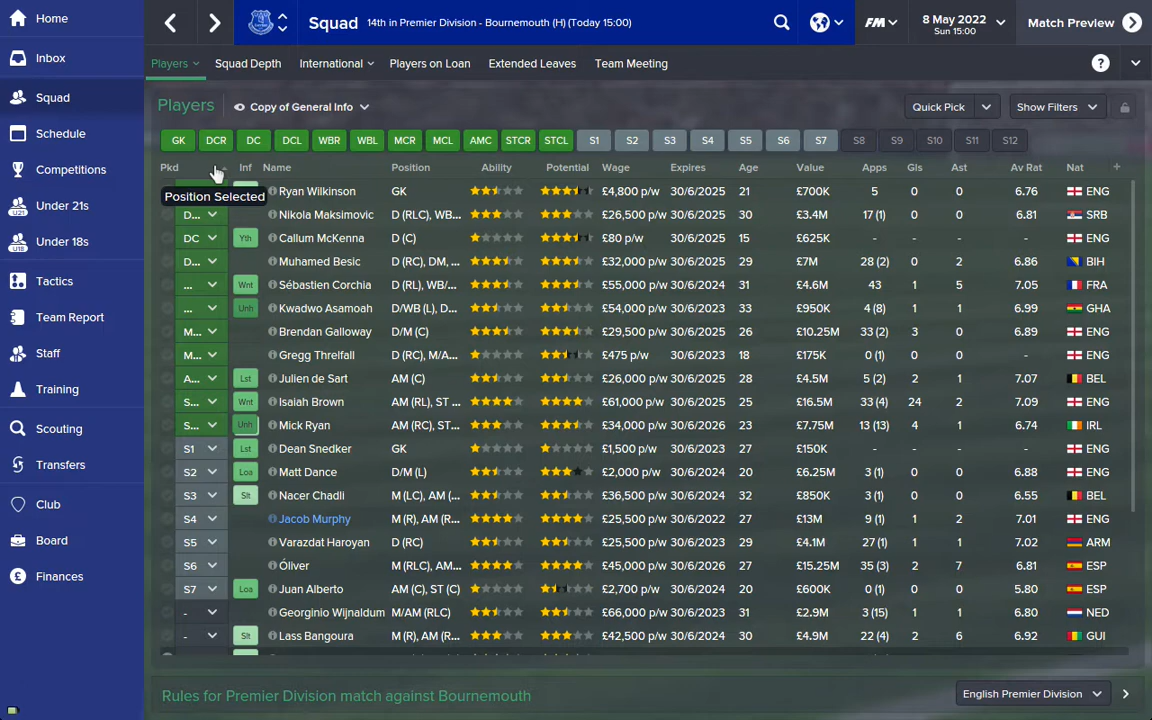 Home
Squad
14th in Premier Division - Bournemouth (H) (Today 15:00)
FM
8 May 2022
Sun 15:00
Match Preview
Inbox
Squad
Schedule
Competitions
U21
Under 21s
U18
Under 18s
Tactics
Team Report
Staff
Training
Scouting
Transfers
Club
Board
Finances
Players
Squad Depth
International
Players on Loan
Extended Leaves
Team Meeting
?
Players
Copy of General Info
Quick Pick
Show Filters
GK DCR DC DCL WBR WBL MCR MCL AMC STCR STCL S1 S2 S3 S4 S5 S6 S7 S8 S9 S10 S11 S12
Pkd Inf Name Position Ability Potential Wage Expires Age Value Apps Gls Ast Av Rat Nat +
Position Selected
Ryan Wilkinson GK £4,800 p/w 30/6/2025 21 £700K 5 0 0 6.76 ENG
D... Nikola Maksimovic D (RLC), WB... £26,500 p/w 30/6/2025 30 £3.4M 17 (1) 0 0 6.81 SRB
DC Yth Callum McKenna D (C) £80 p/w 30/6/2025 15 £625K - - - - ENG
D... Muhamed Besic D (RC), DM, ... £32,000 p/w 30/6/2025 29 £7M 28 (2) 0 2 6.86 BIH
... Wnt Sébastien Corchia D (RL), WB/... £55,000 p/w 30/6/2024 31 £4.6M 43 1 5 7.05 FRA
... Unh Kwadwo Asamoah D/WB (L), D... £54,000 p/w 30/6/2023 33 £950K 4 (8) 0 1 6.99 GHA
M... Brendan Galloway D/M (C) £29,500 p/w 30/6/2025 26 £10.25M 33 (2) 3 0 6.89 ENG
M... Gregg Threlfall D (RC), M/A... £475 p/w 30/6/2023 18 £175K 0 (1) 0 0 - ENG
A... Lst Julien de Sart AM (C) £26,000 p/w 30/6/2025 28 £4.5M 5 (2) 2 1 7.07 BEL
S... Wnt Isaiah Brown AM (RL), ST ... £61,000 p/w 30/6/2025 25 £16.5M 33 (4) 24 2 7.09 ENG
S... Unh Mick Ryan AM (RC), ST... £34,000 p/w 30/6/2026 23 £7.75M 13 (13) 4 1 6.74 IRL
S1 Lst Dean Snedker GK £1,500 p/w 30/6/2023 27 £150K - - - - ENG
S2 Loa Matt Dance D/M (L) £2,000 p/w 30/6/2024 20 £6.25M 3 (1) 0 0 6.88 ENG
S3 Slt Nacer Chadli M (LC), AM (... £36,500 p/w 30/6/2024 32 £850K 3 (1) 0 0 6.55 BEL
S4 Jacob Murphy M (R), AM (R... £25,500 p/w 30/6/2022 27 £13M 9 (1) 1 2 7.01 ENG
S5 Varazdat Haroyan D (RC) £25,500 p/w 30/6/2023 29 £4.1M 27 (1) 1 1 7.02 ARM
S6 Óliver M (RLC), AM... £45,000 p/w 30/6/2026 27 £15.25M 35 (3) 2 7 6.81 ESP
S7 Loa Juan Alberto AM (C), ST (C) £2,700 p/w 30/6/2024 20 £600K 0 (1) 0 0 5.80 ESP
- Georginio Wijnaldum M/AM (RLC) £66,000 p/w 30/6/2023 31 £2.9M 3 (15) 1 1 6.80 NED
- Slt Lass Bangoura M (R), AM (R... £42,500 p/w 30/6/2024 30 £4.9M 22 (4) 2 6 6.92 GUI
Rules for Premier Division match against Bournemouth
English Premier Division